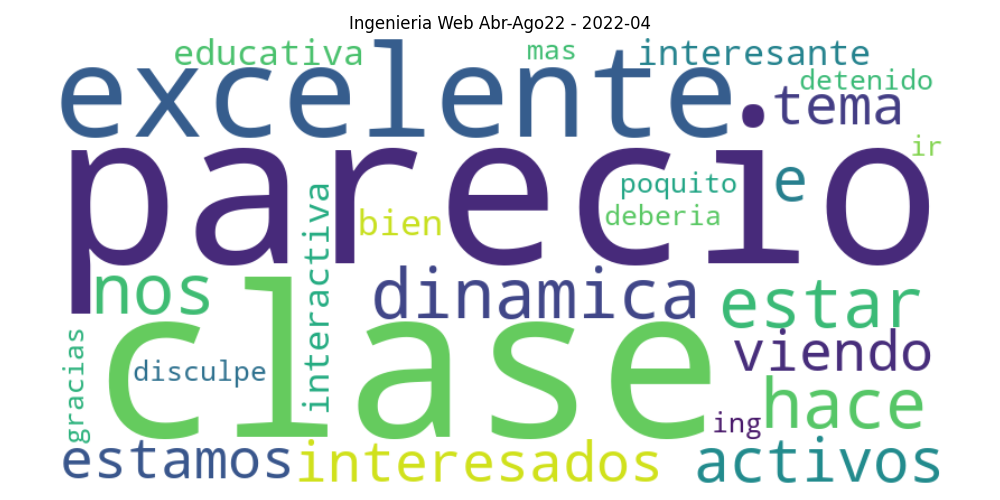 Ingenieria Web Abr-Ago22 - 2022-04
educativa
mas
interesante
excelente
detenido
tema
parecio
ir
poquito
e
deberia
bien
interactiva
nos
dinamica
estar
clase
viendo
gracias
disculpe
hace
ing
estamos
interesados
activos